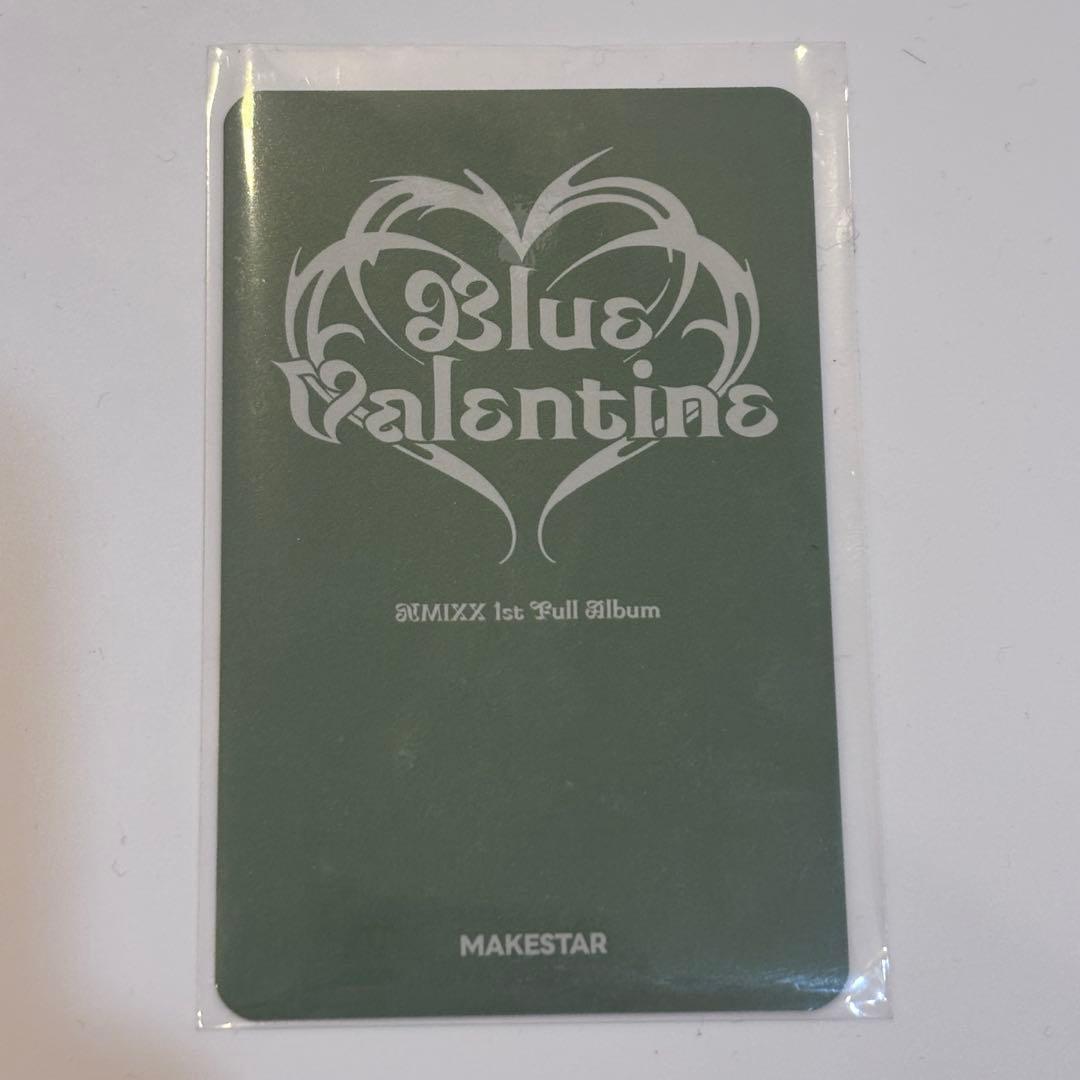 Blue
Valentine
NMIXX 1st Full Album
MAKESTAR